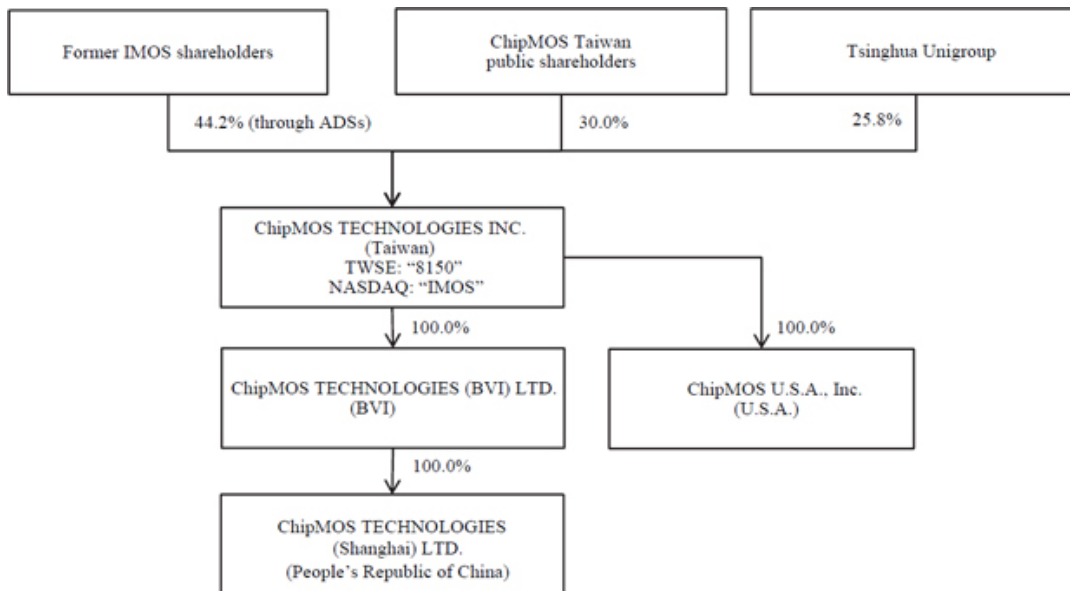 Former IMOS shareholders
ChipMOS Taiwan
public shareholders
Tsinghua Unigroup
44.2% (through ADSs)
30.0%
25.8%
ChipMOS TECHNOLOGIES INC.
(Taiwan)
TWSE: “8150”
NASDAQ: “IMOS”
100.0%
100.0%
ChipMOS TECHNOLOGIES (BVI) LTD.
(BVI)
ChipMOS U.S.A., Inc.
(U.S.A.)
100.0%
ChipMOS TECHNOLOGIES
(Shanghai) LTD.
(People’s Republic of China)